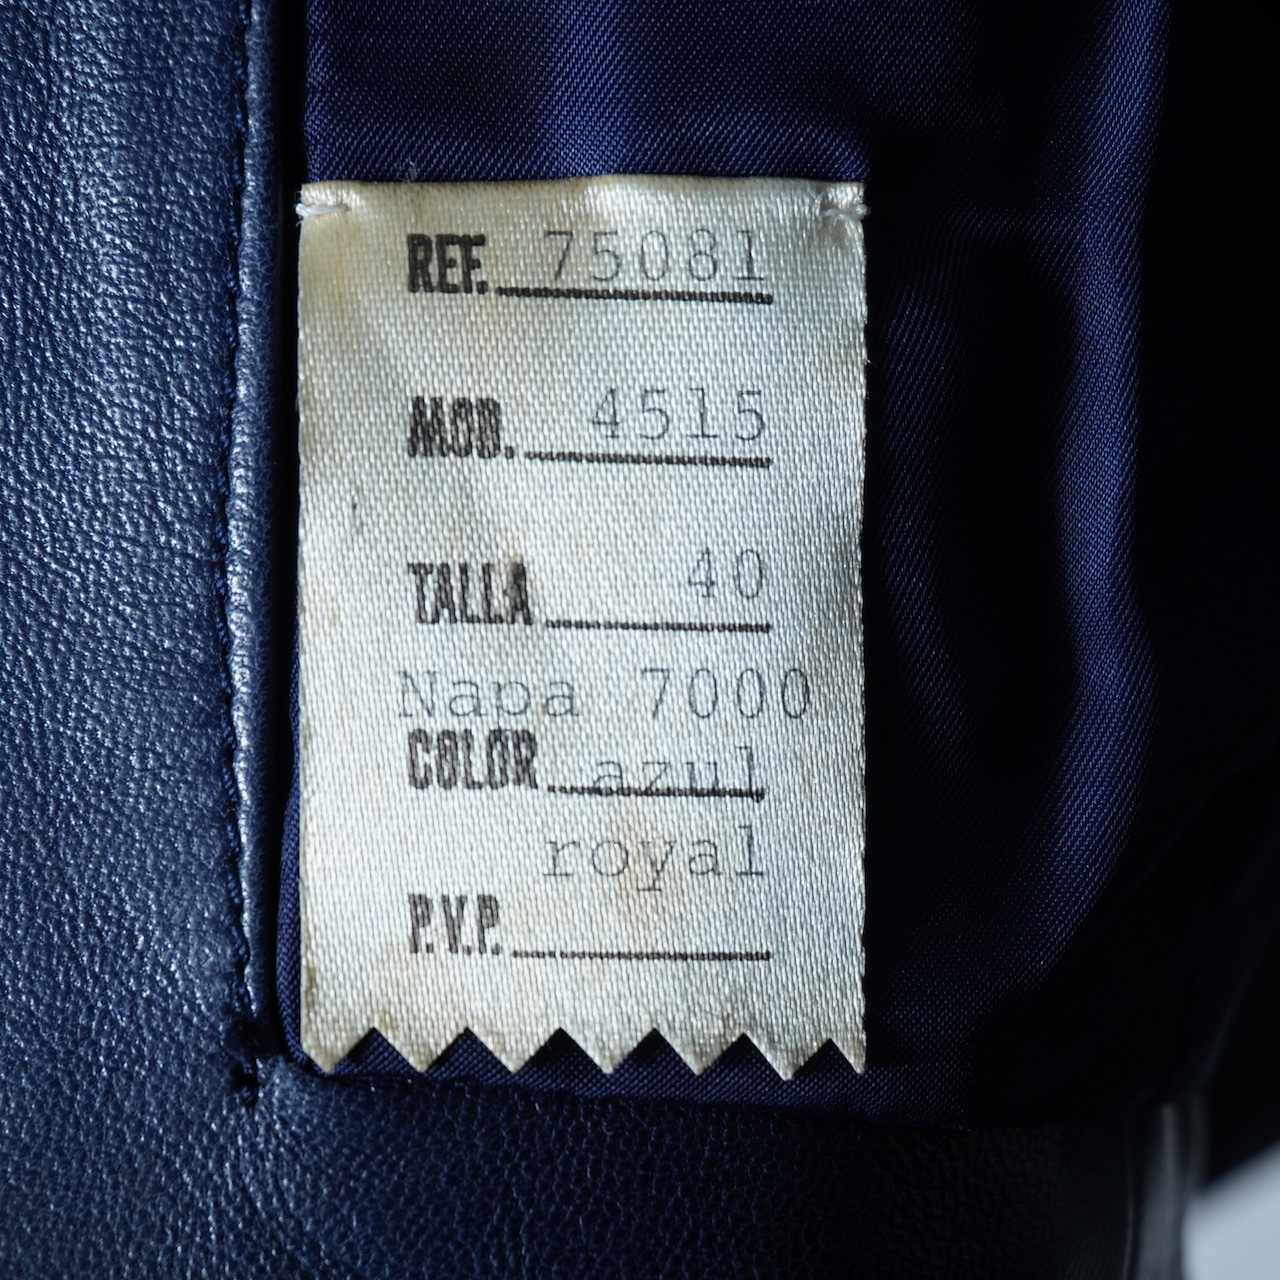 REF. 75081
MOD. 4515
TALLA 40
Napa 7000
COLOR azul
royal
P.V.P.